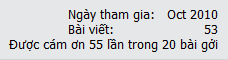 Ngày tham gia: Oct 2010
Bài viết: 53
Được cám ơn 55 lần trong 20 bài gởi